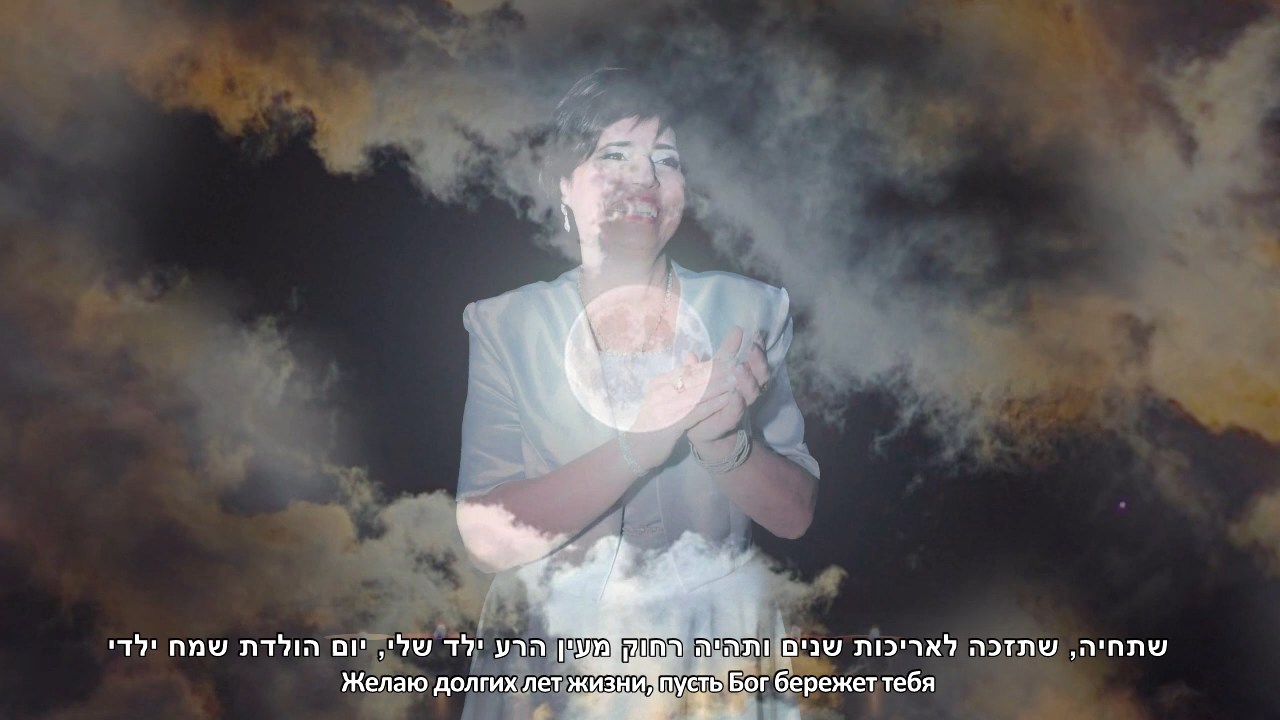 שתחיה, שתזכה לאריכות שנים ותהיה רחוק מעין הרע ילד שלי, יום הולדת שמח ילדי
Желаю долгих лет жизни, пусть Бог бережет тебя